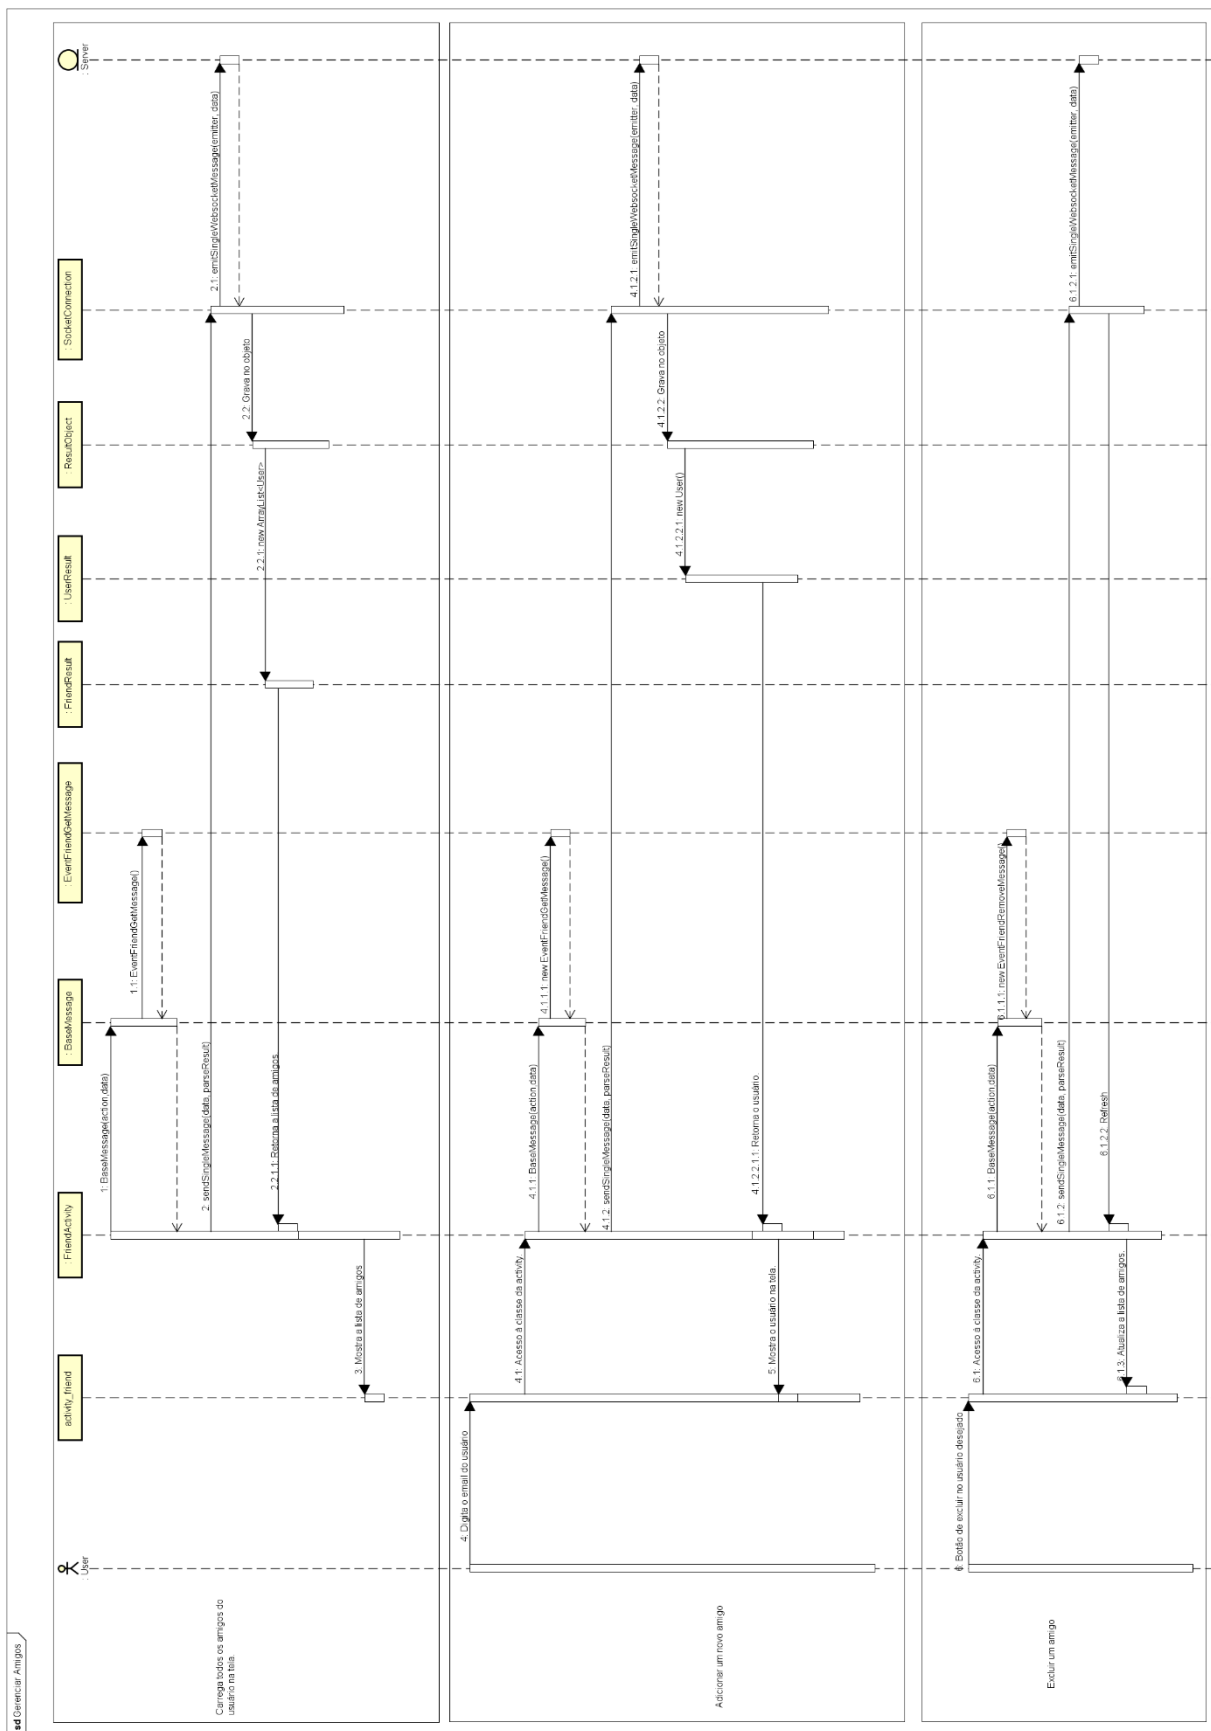 sd Gerenciar Amigos
: User
activity_friend
: FriendActivity
: BaseMessage
: EventFriendGetMessage
: FriendResult
: UserResult
: ResultObject
: SocketConnection
: Server
Carrega todos os amigos do
usuário na tela.
1: BaseMessage(action,data)
1.1: EventFriendGetMessage()
2: sendSingleMessage(data, parseResult)
2.1: emitSingleWebsocketMessage(emitter, data)
2.2: Grava no objeto
2.2.1: new ArrayList<User>
2.2.1.1: Retorna a lista de amigos
3: Mostra a lista de amigos
Adicionar um novo amigo
4: Digita o email do usuário
4.1: Acesso à classe da activity.
4.1.1: BaseMessage(action,data)
4.1.1.1: new EventFriendGetMessage()
4.1.2: sendSingleMessage(data, parseResult)
4.1.2.1: emitSingleWebsocketMessage(emitter, data)
4.1.2.2: Grava no objeto
4.1.2.2.1: new User()
4.1.2.2.1.1: Retorna o usuário.
5: Mostra o usuário na tela.
Excluir um amigo
6: Botão de excluir no usuário desejado
6.1: Acesso à classe da activity.
6.1.1: BaseMessage(action,data)
6.1.1.1: new EventFriendRemoveMessage()
6.1.2: sendSingleMessage(data, parseResult)
6.1.2.1: emitSingleWebsocketMessage(emitter, data)
6.1.2.2: Refresh
6.1.3: Atualiza a lista de amigos.